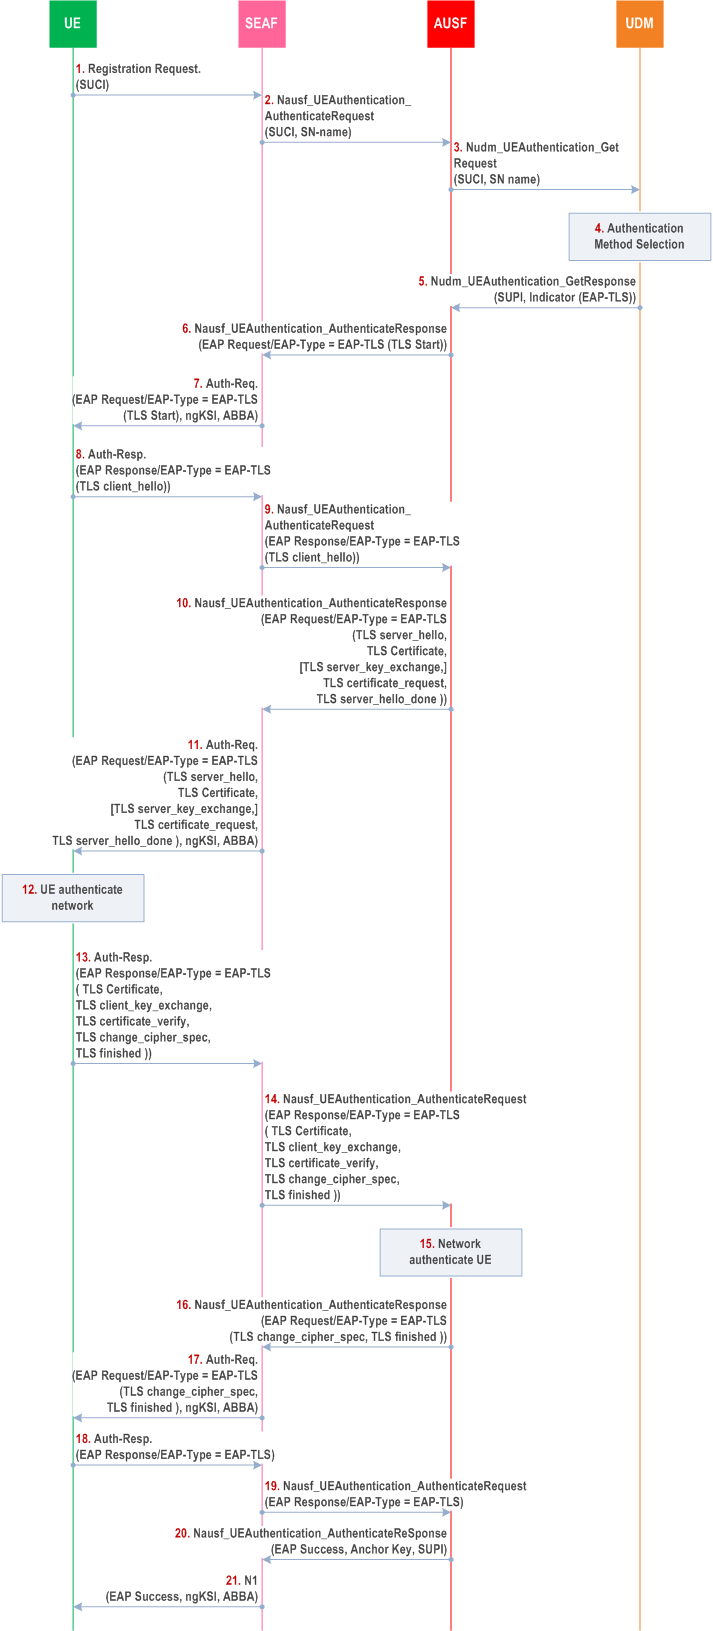 UE
SEAF
AUSF
UDM
1. Registration Request.
(SUCI)
2. Nausf_UEAuthentication_
AuthenticateRequest
(SUCI, SN-name)
3. Nudm_UEAuthentication_Get
Request
(SUCI, SN name)
4. Authentication
Method Selection
5. Nudm_UEAuthentication_GetResponse
(SUPI, Indicator (EAP-TLS))
6. Nausf_UEAuthentication_AuthenticateResponse
(EAP Request/EAP-Type = EAP-TLS (TLS Start))
7. Auth-Req.
(EAP Request/EAP-Type = EAP-TLS
(TLS Start), ngKSI, ABBA)
8. Auth-Resp.
(EAP Response/EAP-Type = EAP-TLS
(TLS client_hello))
9. Nausf_UEAuthentication_
AuthenticateRequest
(EAP Response/EAP-Type = EAP-TLS
(TLS client_hello))
10. Nausf_UEAuthentication_AuthenticateResponse
(EAP Request/EAP-Type = EAP-TLS
(TLS server_hello,
TLS Certificate,
[TLS server_key_exchange,]
TLS certificate_request,
TLS server_hello_done ))
11. Auth-Req.
(EAP Request/EAP-Type = EAP-TLS
(TLS server_hello,
TLS Certificate,
[TLS server_key_exchange,]
TLS certificate_request,
TLS server_hello_done ), ngKSI, ABBA)
12. UE authenticate
network
13. Auth-Resp.
(EAP Response/EAP-Type = EAP-TLS
( TLS Certificate,
TLS client_key_exchange,
TLS certificate_verify,
TLS change_cipher_spec,
TLS finished ))
14. Nausf_UEAuthentication_AuthenticateRequest
(EAP Response/EAP-Type = EAP-TLS
( TLS Certificate,
TLS client_key_exchange,
TLS certificate_verify,
TLS change_cipher_spec,
TLS finished ))
15. Network
authenticate UE
16. Nausf_UEAuthentication_AuthenticateResponse
(EAP Request/EAP-Type = EAP-TLS
(TLS change_cipher_spec, TLS finished ))
17. Auth-Req.
(EAP Request/EAP-Type = EAP-TLS
(TLS change_cipher_spec,
TLS finished ), ngKSI, ABBA)
18. Auth-Resp.
(EAP Response/EAP-Type = EAP-TLS)
19. Nausf_UEAuthentication_AuthenticateRequest
(EAP Response/EAP-Type = EAP-TLS)
20. Nausf_UEAuthentication_AuthenticateReSponse
(EAP Success, Anchor Key, SUPI)
21. N1
(EAP Success, ngKSI, ABBA)